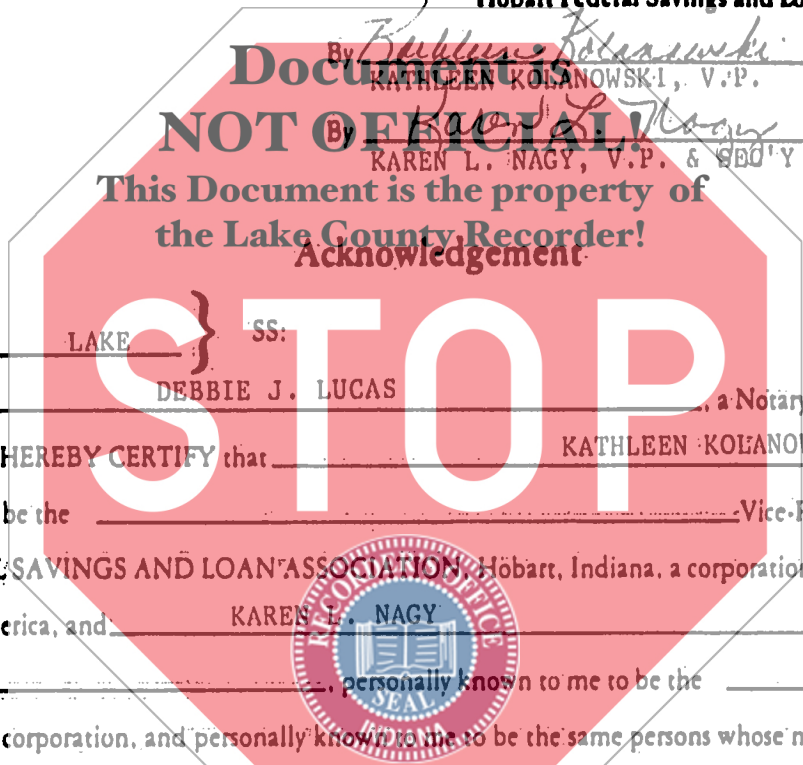 Hobart Federal Savings and Lo
By Kathleen Kolanowski
KATHLEEN KOLANOWSKI, V.P.
Document is
NOT OFFICIAL!
By Karen L. Nagy
KAREN L. NAGY, V.P. & SEC'Y
This Document is the property of
the Lake County Recorder!
Acknowledgement
LAKE } SS:
STOP
DEBBIE J. LUCAS, a Notary
HEREBY CERTIFY that KATHLEEN KOLANOW
be the Vice-P
SAVINGS AND LOAN ASSOCIATION, Hobart, Indiana, a corporation
erica, and KAREN L. NAGY
, personally known to me to be the
RECORDER OFFICE
SEAL
INDIANA
corporation, and personally known to me to be the same persons whose n